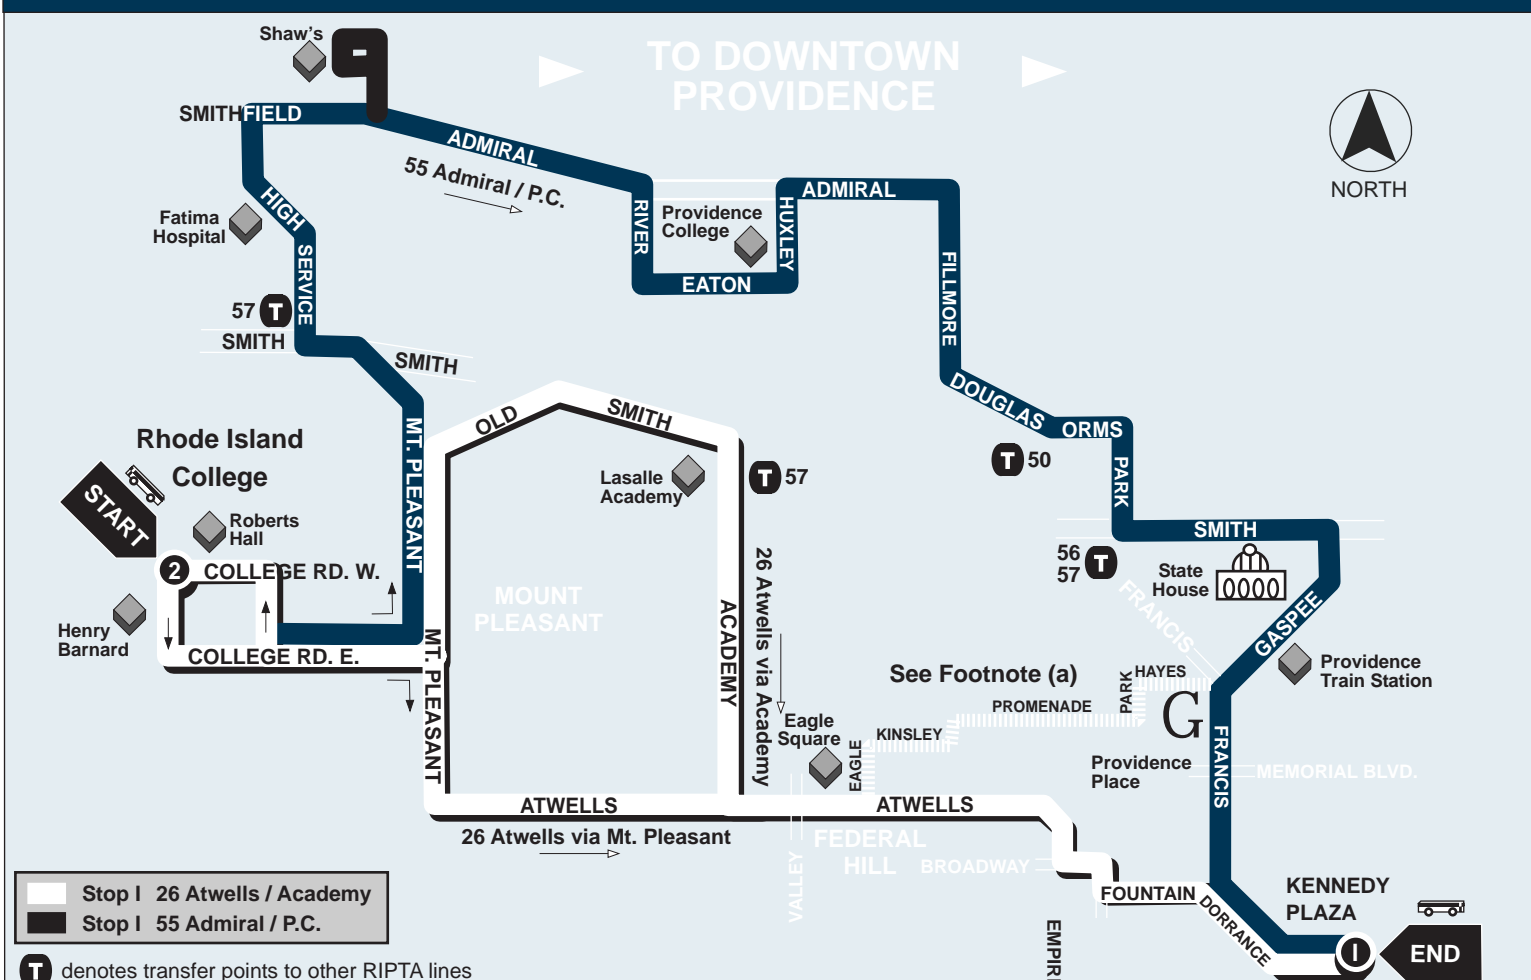 Shaw's
TO DOWNTOWN
PROVIDENCE
SMITHFIELD
ADMIRAL
55 Admiral / P.C.
NORTH
HIGH
SERVICE
Fatima
Hospital
RIVER
Providence
College
HUXLEY
ADMIRAL
EATON
FILLMORE
57 T
SMITH
SMITH
DOUGLAS
ORMS
T 50
PARK
OLD
SMITH
MT. PLEASANT
Rhode Island
College
START
Lasalle
Academy
T 57
Roberts
Hall
SMITH
56
57 T
State
House
2
COLLEGE RD. W.
26 Atwells via Academy
FRANCIS
GASPEE
MOUNT
PLEASANT
ACADEMY
Henry
Barnard
COLLEGE RD. E.
MT. PLEASANT
See Footnote (a)
PARK
HAYES
Providence
Train Station
PROMENADE
G
Eagle
Square
KINSLEY
EAGLE
Providence
Place
FRANCIS
MEMORIAL BLVD.
ATWELLS
ATWELLS
26 Atwells via Mt. Pleasant
VALLEY
FEDERAL
HILL
BROADWAY
Stop I 26 Atwells / Academy
Stop I 55 Admiral / P.C.
FOUNTAIN
DORRANCE
KENNEDY
PLAZA
I
END
T denotes transfer points to other RIPTA lines